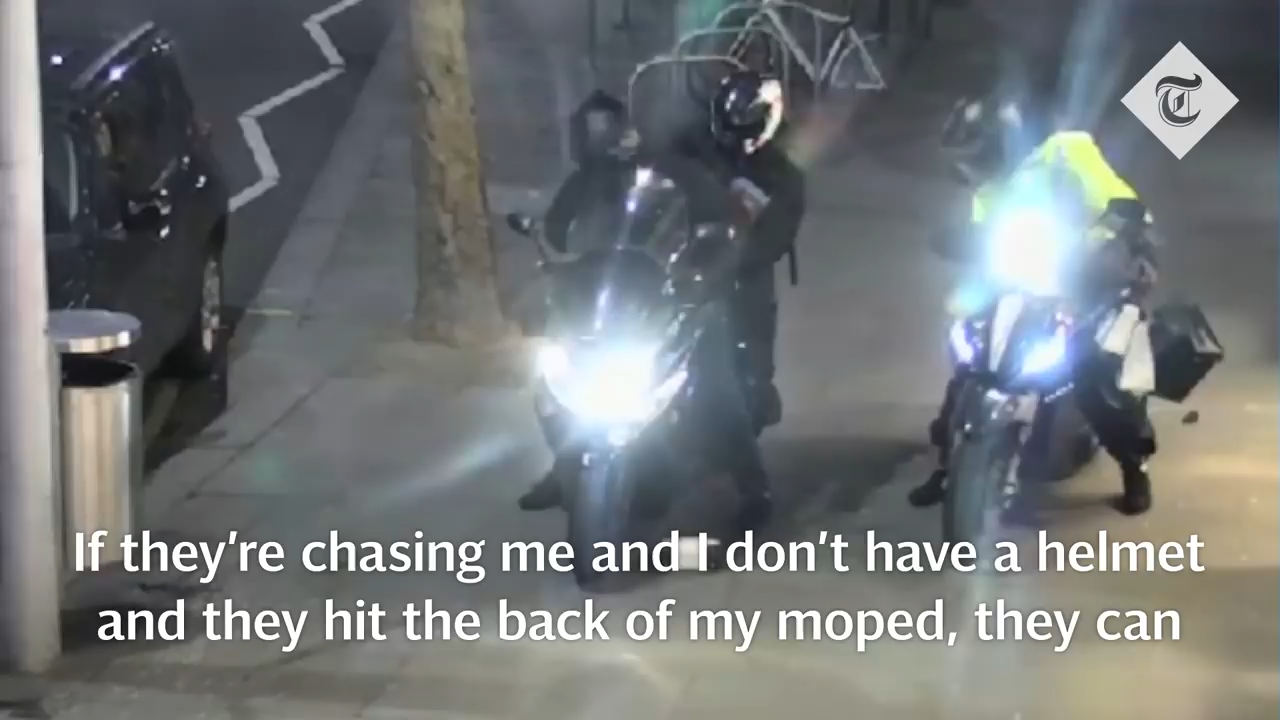 T
If they're chasing me and I don't have a helmet
and they hit the back of my moped, they can